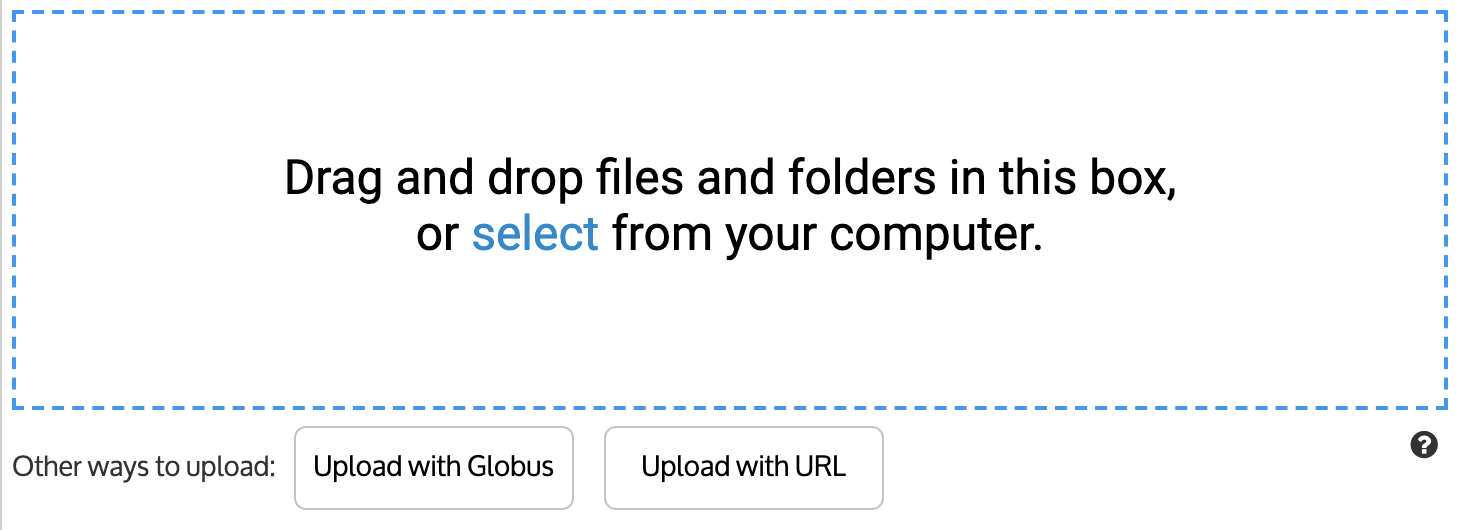 Drag and drop files and folders in this box,
or select from your computer.
Other ways to upload: Upload with Globus Upload with URL
?